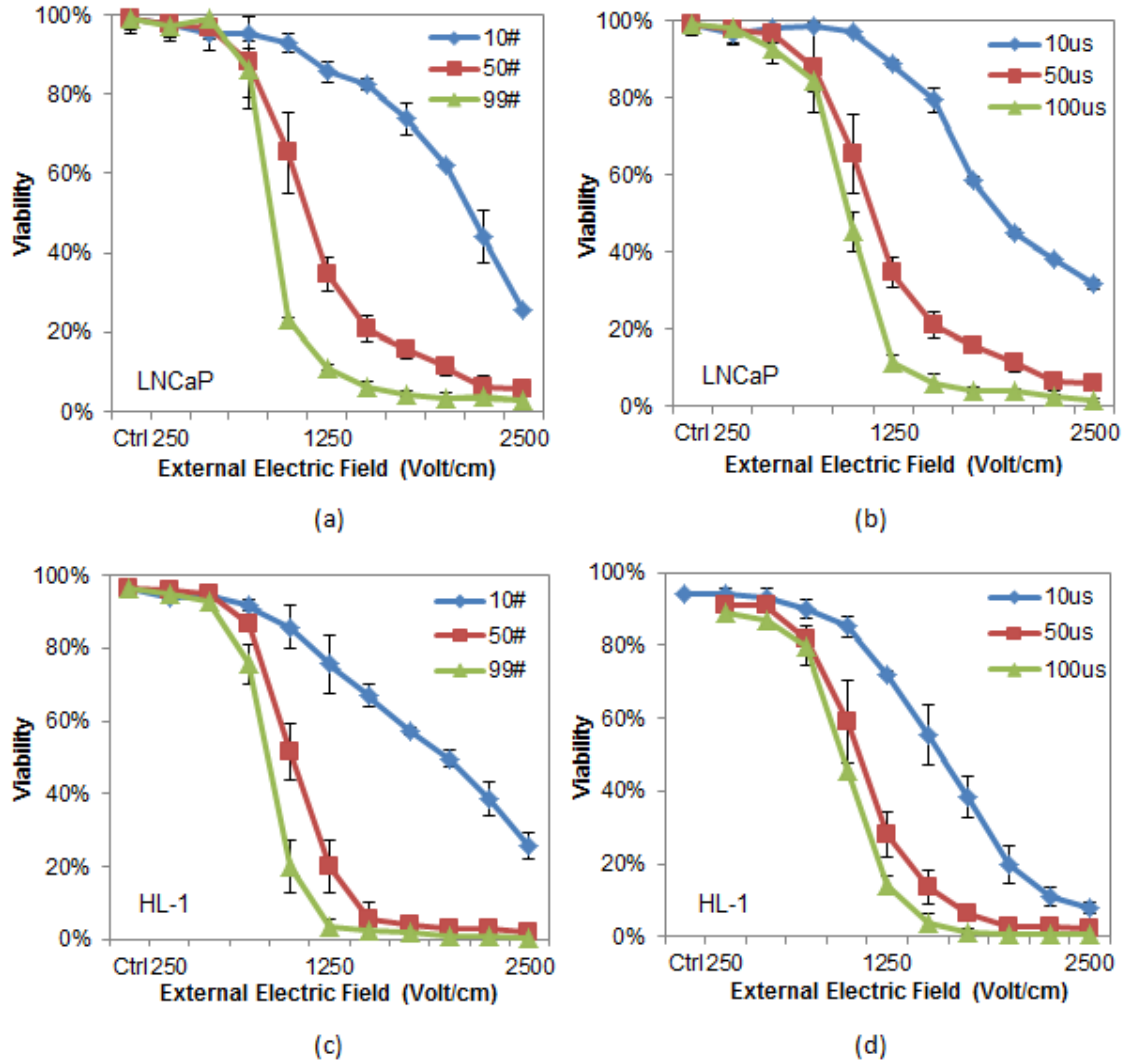 100%
80%
60%
40%
20%
0%
Viability
10#
50#
99#
LNCaP
Ctrl 250 1250 2500
External Electric Field (Volt/cm)
(a)
100%
80%
60%
40%
20%
0%
Viability
10us
50us
100us
LNCaP
Ctrl 250 1250 2500
External Electric Field (Volt/cm)
(b)
100%
80%
60%
40%
20%
0%
Viability
10#
50#
99#
HL-1
Ctrl 250 1250 2500
External Electric Field (Volt/cm)
(c)
100%
80%
60%
40%
20%
0%
Viability
10us
50us
100us
HL-1
Ctrl 250 1250 2500
External Electric Field (Volt/cm)
(d)